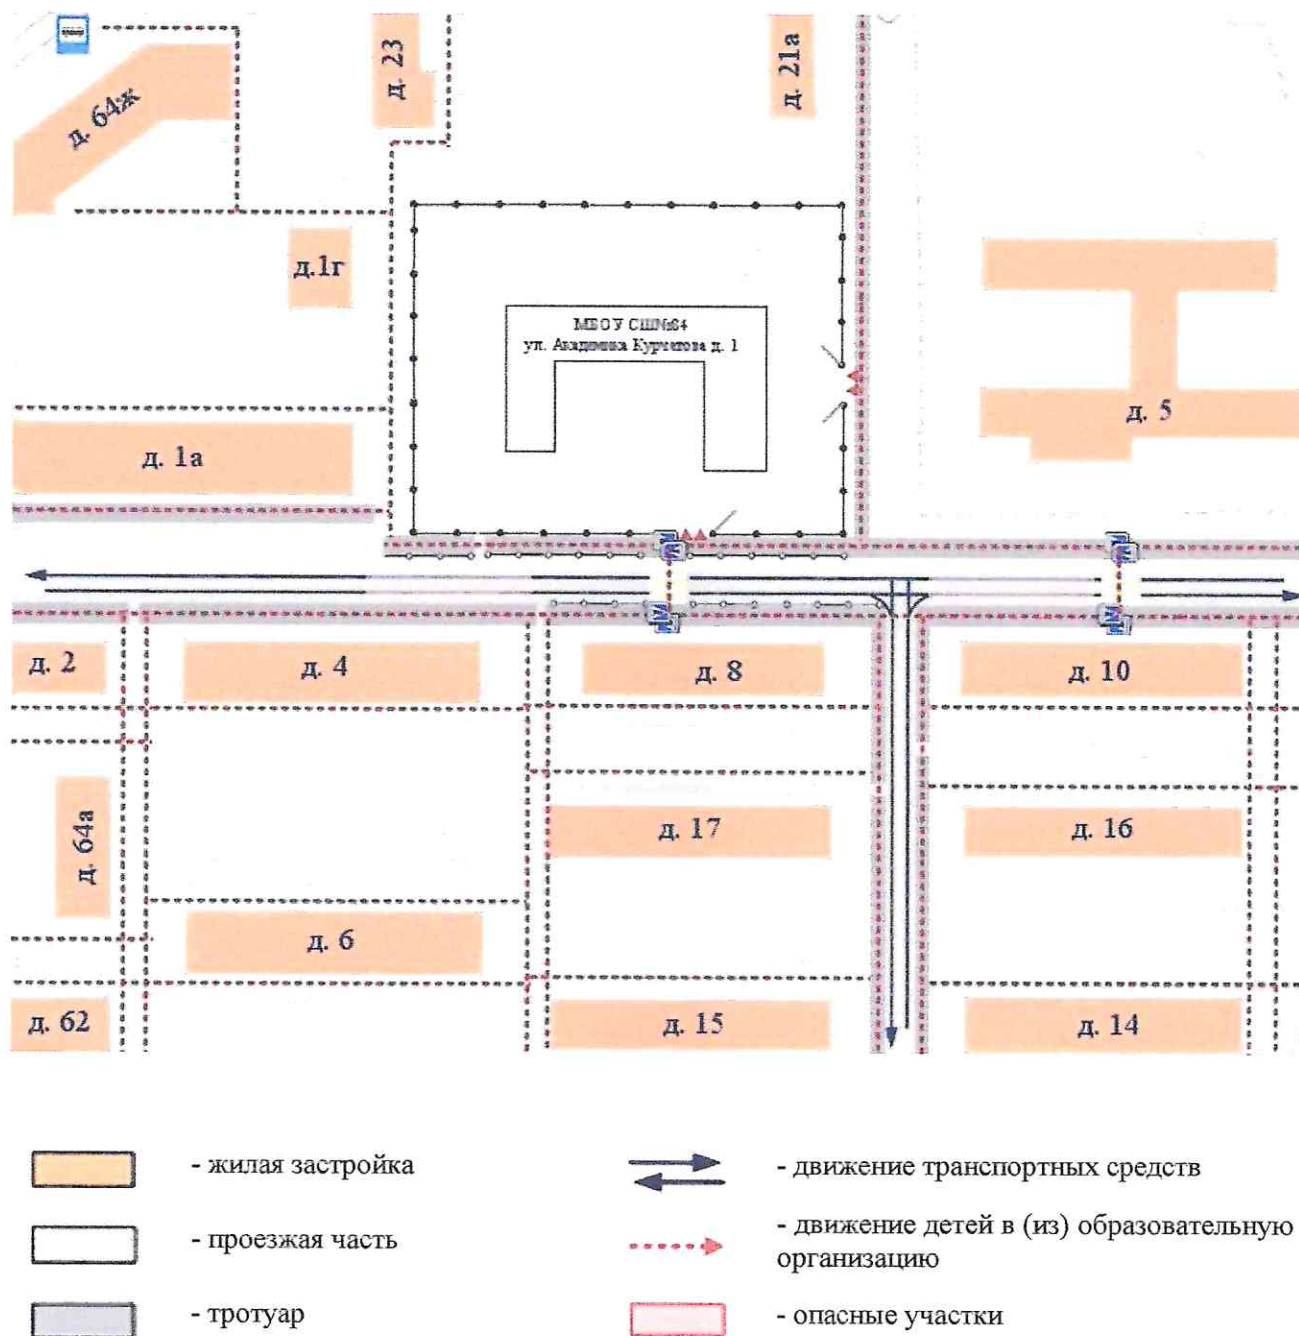 д. 23
д. 21а
д. 64ж
д.1г
МБОУ СШ№84
ул. Академика Курчатова д. 1
д. 5
д. 1а
д. 2
д. 4
д. 8
д. 10
д. 64а
д. 17
д. 16
д. 6
д. 62
д. 15
д. 14
- жилая застройка
- движение транспортных средств
- проезжая часть
- движение детей в (из) образовательную
организацию
- тротуар
- опасные участки